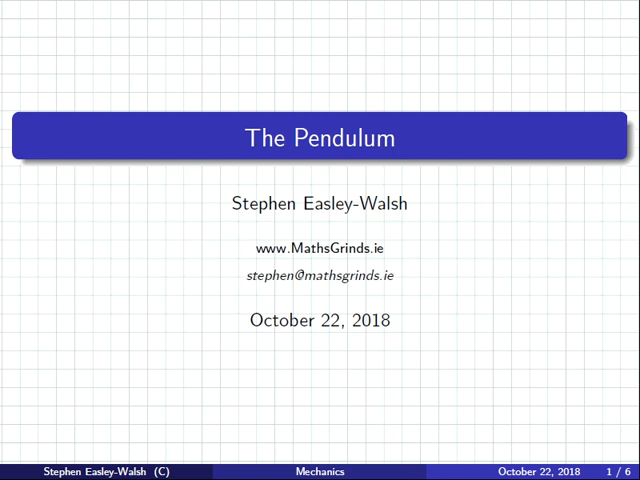 The Pendulum
Stephen Easley-Walsh
www.MathsGrinds.ie
stephen@mathsgrinds.ie
October 22, 2018
Stephen Easley-Walsh (C) Mechanics October 22, 2018 1 / 6